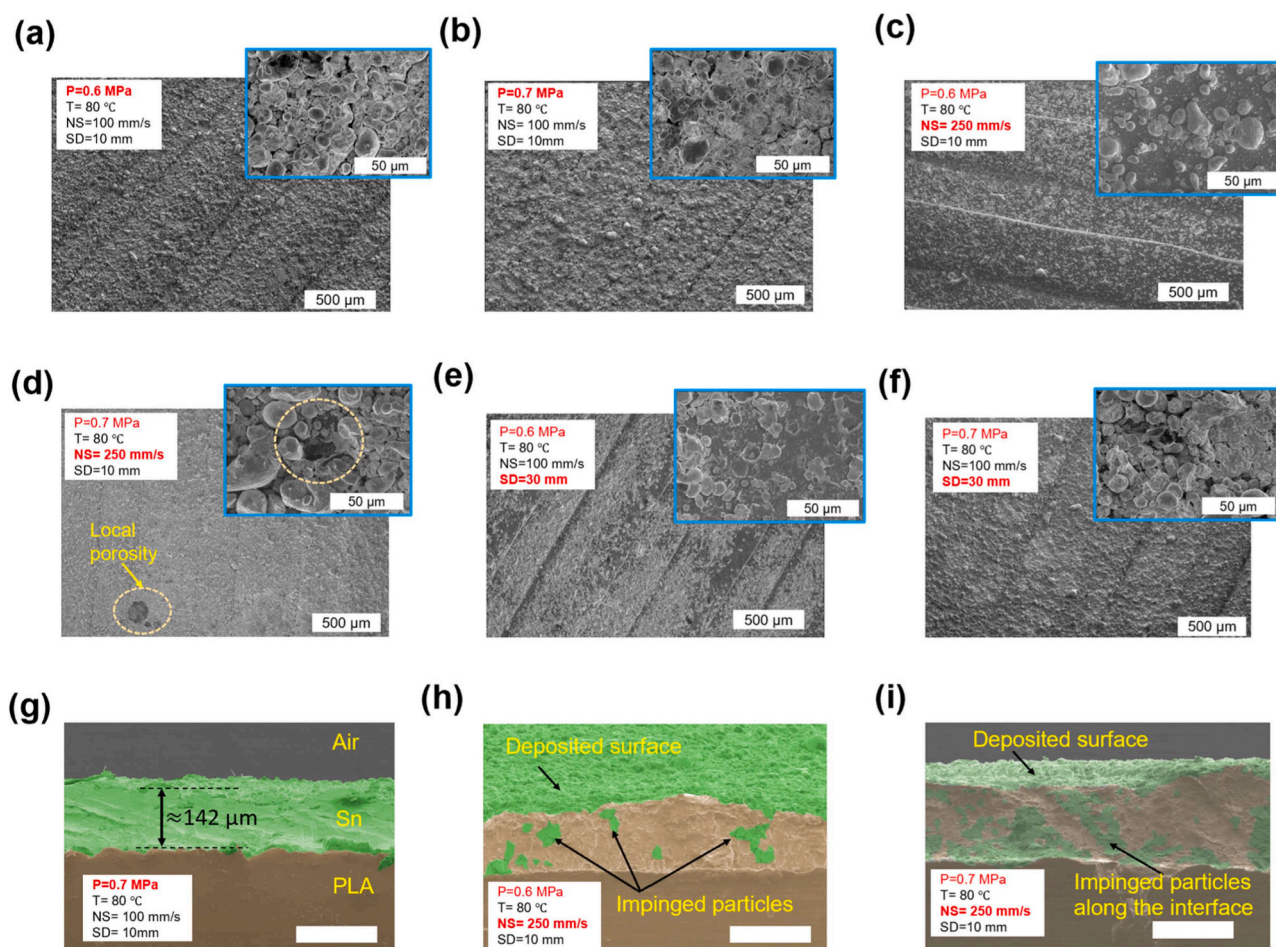 (a)
P=0.6 MPa
T= 80 ℃
NS=100 mm/s
SD=10 mm
50 µm
500 µm
(b)
P=0.7 MPa
T= 80 ℃
NS=100 mm/s
SD=10mm
50 µm
500 µm
(c)
P=0.6 MPa
T= 80 ℃
NS= 250 mm/s
SD=10 mm
50 µm
500 µm
(d)
P=0.7 MPa
T= 80 ℃
NS= 250 mm/s
SD=10 mm
50 µm
Local
porosity
500 µm
(e)
P=0.6 MPa
T= 80 ℃
NS=100 mm/s
SD=30 mm
50 µm
500 µm
(f)
P=0.7 MPa
T= 80 ℃
NS=100 mm/s
SD=30 mm
50 µm
500 µm
(g)
Air
≈142 µm
Sn
PLA
P=0.7 MPa
T= 80 ℃
NS= 100 mm/s
SD= 10mm
(h)
Deposited surface
Impinged particles
P=0.6 MPa
T= 80 ℃
NS= 250 mm/s
SD=10 mm
(i)
Deposited surface
Impinged particles
along the interface
P=0.7 MPa
T= 80 ℃
NS= 250 mm/s
SD=10 mm